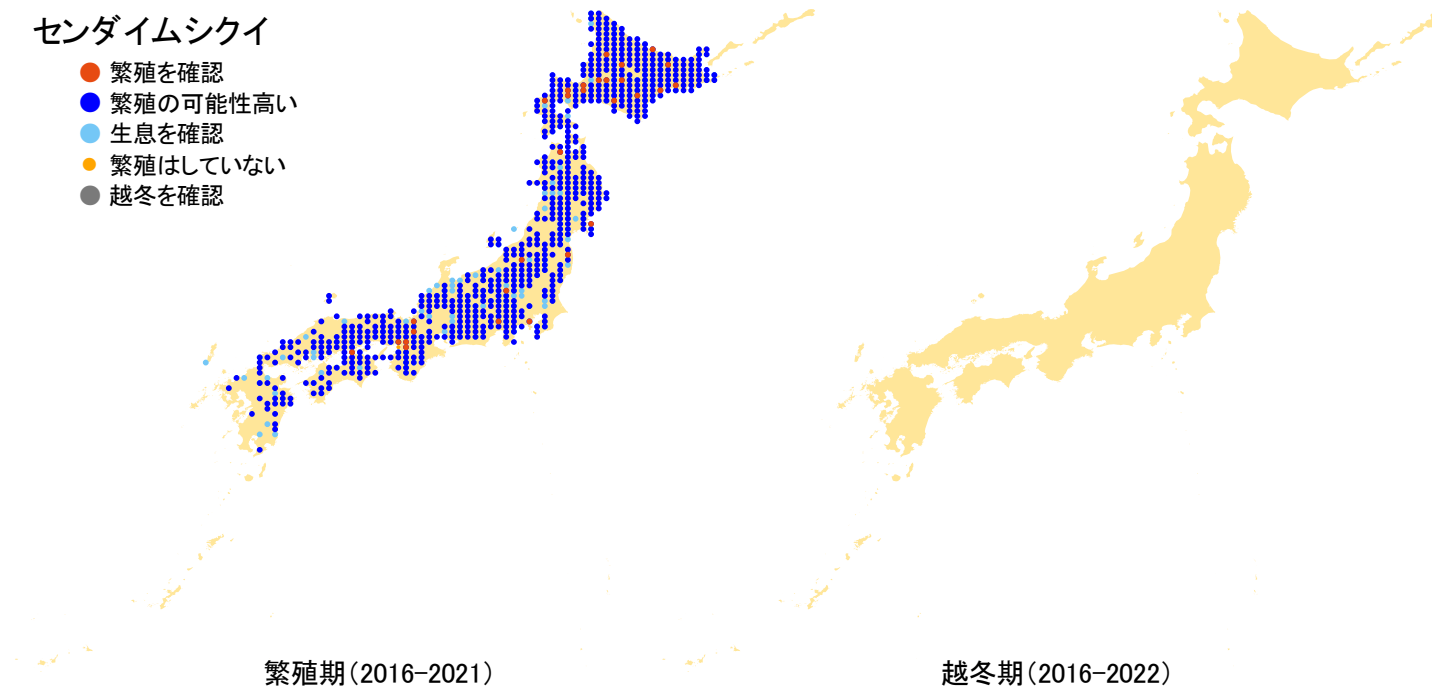 センダイムシクイ
繁殖を確認
繁殖の可能性高い
生息を確認
繁殖はしていない
越冬を確認
繁殖期（2016-2021）
越冬期（2016-2022）